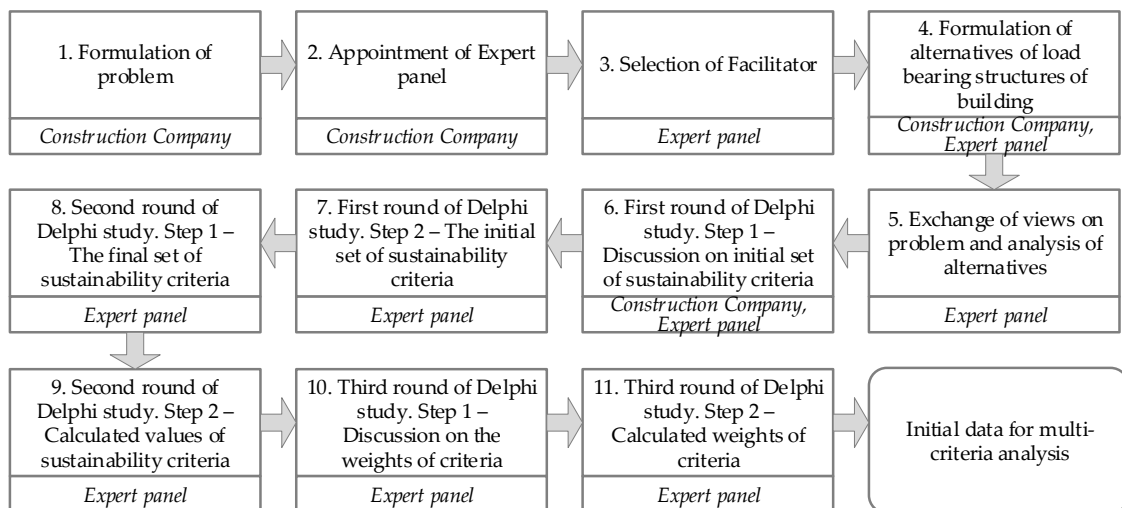 1. Formulation of
problem
Construction Company
2. Appointment of Expert
panel
Construction Company
3. Selection of Facilitator
Expert panel
4. Formulation of
alternatives of load
bearing structures of
building
Construction Company,
Expert panel
5. Exchange of views on
problem and analysis of
alternatives
Expert panel
6. First round of Delphi
study. Step 1 –
Discussion on initial set
of sustainability criteria
Construction Company,
Expert panel
7. First round of Delphi
study. Step 2 – The initial
set of sustainability
criteria
Expert panel
8. Second round of
Delphi study. Step 1 –
The final set of
sustainability criteria
Expert panel
9. Second round of
Delphi study. Step 2 –
Calculated values of
sustainability criteria
Expert panel
10. Third round of Delphi
study. Step 1 –
Discussion on the
weights of criteria
Expert panel
11. Third round of Delphi
study. Step 2 –
Calculated weights of
criteria
Expert panel
Initial data for multi-
criteria analysis